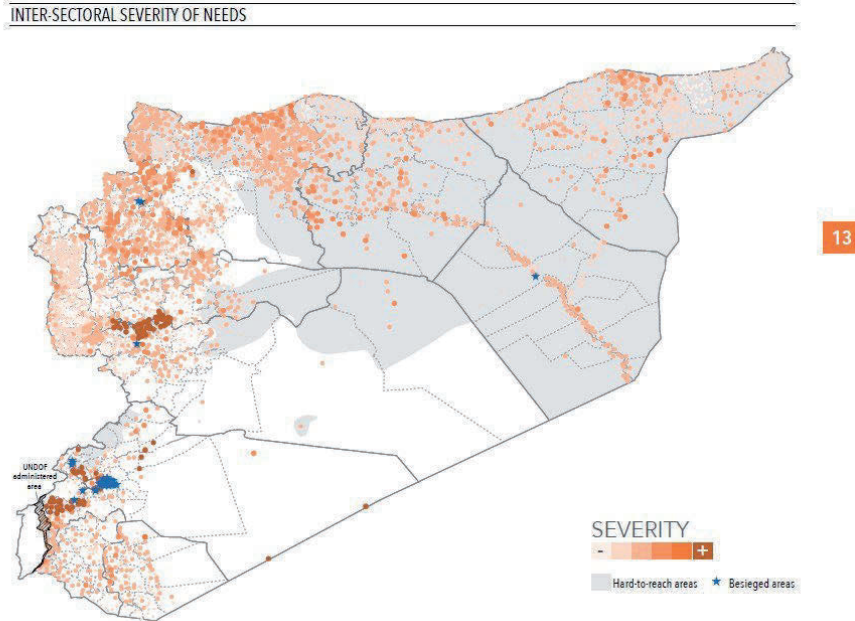 INTER-SECTORAL SEVERITY OF NEEDS
13
UNDOF
administered
area
SEVERITY
- +
Hard-to-reach areas
Besieged areas